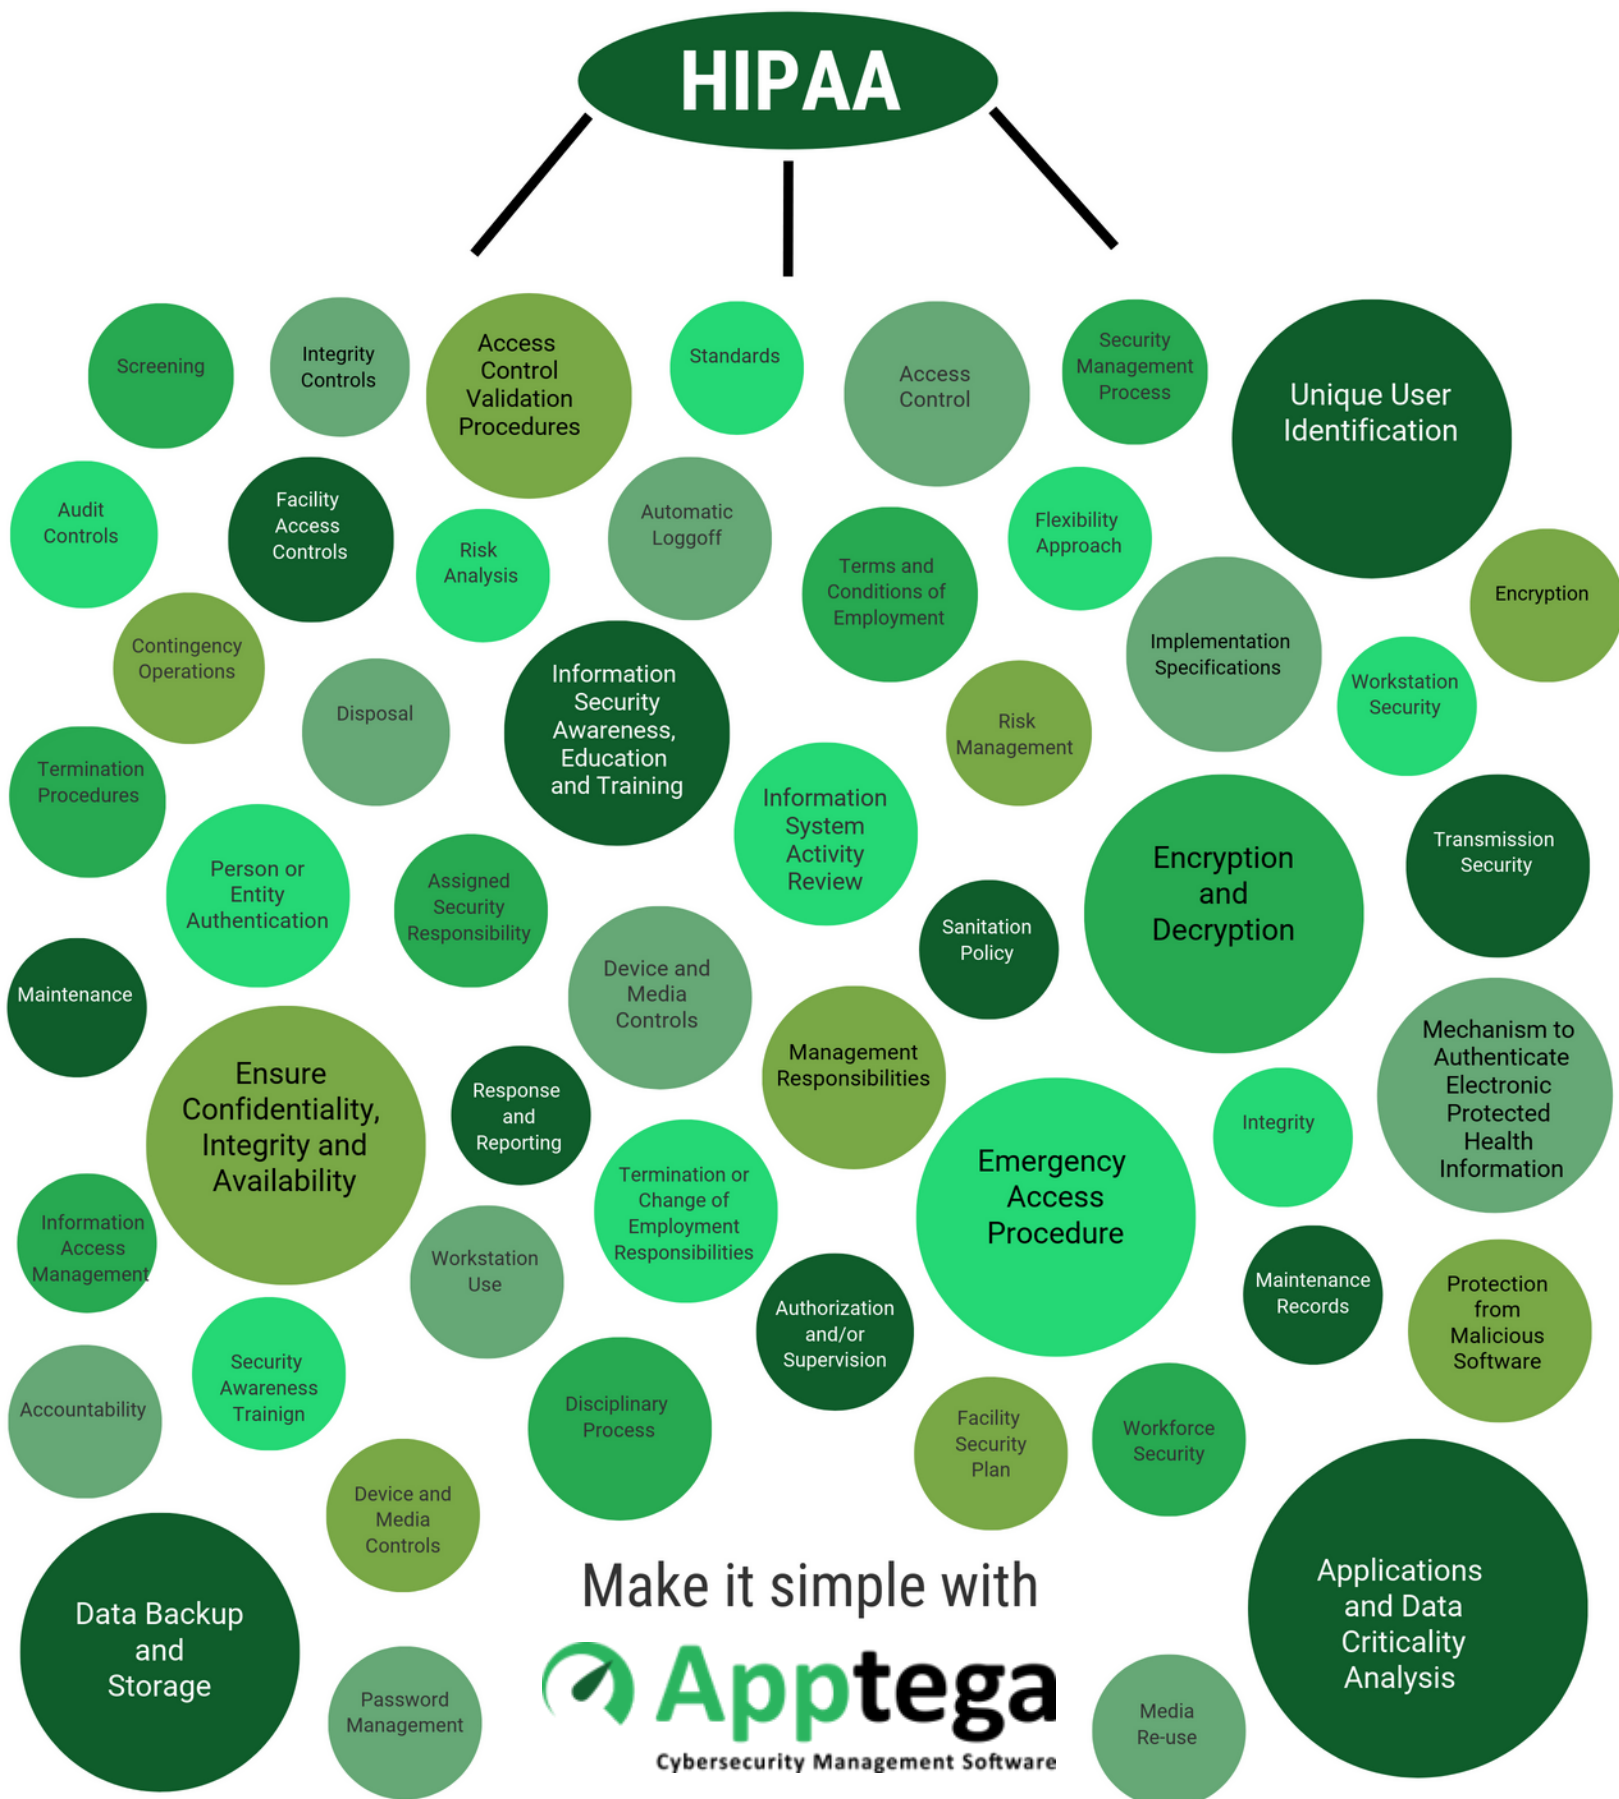 HIPAA
Screening
Integrity
Controls
Access
Control
Validation
Procedures
Standards
Access
Control
Security
Management
Process
Unique User
Identification
Audit
Controls
Facility
Access
Controls
Risk
Analysis
Automatic
Loggoff
Terms and
Conditions of
Employment
Flexibility
Approach
Implementation
Specifications
Encryption
Contingency
Operations
Disposal
Information
Security
Awareness,
Education
and Training
Risk
Management
Workstation
Security
Termination
Procedures
Person or
Entity
Authentication
Assigned
Security
Responsibility
Information
System
Activity
Review
Encryption
and
Decryption
Transmission
Security
Maintenance
Device and
Media
Controls
Sanitation
Policy
Ensure
Confidentiality,
Integrity and
Availability
Response
and
Reporting
Management
Responsibilities
Mechanism to
Authenticate
Electronic
Protected
Health
Information
Integrity
Emergency
Access
Procedure
Termination or
Change of
Employment
Responsibilities
Information
Access
Management
Workstation
Use
Authorization
and/or
Supervision
Maintenance
Records
Protection
from
Malicious
Software
Accountability
Security
Awareness
Trainign
Disciplinary
Process
Facility
Security
Plan
Workforce
Security
Device and
Media
Controls
Data Backup
and
Storage
Applications
and Data
Criticality
Analysis
Password
Management
Media
Re-use
Make it simple with
Apptega
Cybersecurity Management Software